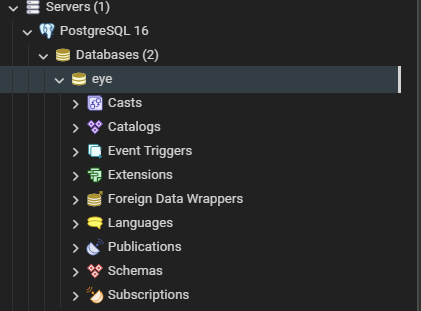 Servers (1)
PostgreSQL 16
Databases (2)
eye
Casts
Catalogs
Event Triggers
Extensions
Foreign Data Wrappers
Languages
Publications
Schemas
Subscriptions